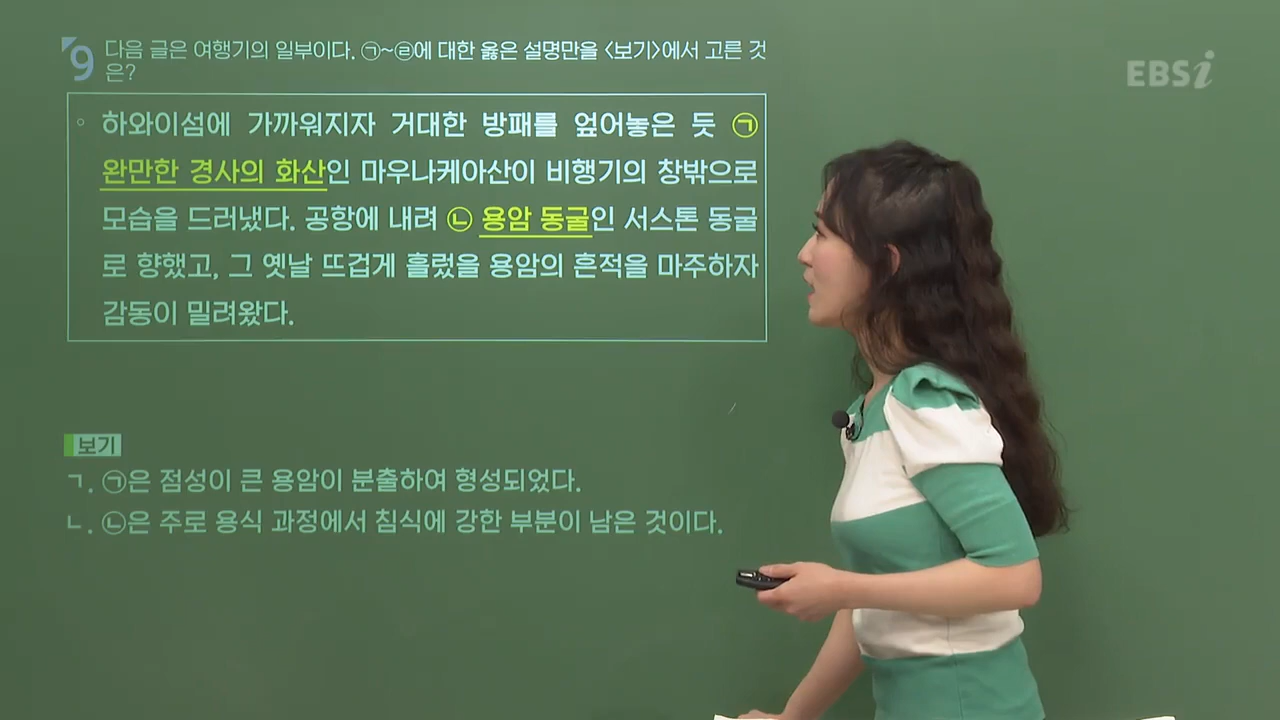 9 다음 글은 여행기의 일부이다. ㉠~㉣에 대한 옳은 설명만을 <보기>에서 고른 것
은?
EBSi
◦ 하와이섬에 가까워지자 거대한 방패를 엎어놓은 듯 ㉠
완만한 경사의 화산인 마우나케아산이 비행기의 창밖으로
모습을 드러냈다. 공항에 내려 ㉡ 용암 동굴인 서스톤 동굴
로 향했고, 그 옛날 뜨겁게 흘렀을 용암의 흔적을 마주하자
감동이 밀려왔다.
보기
ㄱ. ㉠은 점성이 큰 용암이 분출하여 형성되었다.
ㄴ. ㉡은 주로 용식 과정에서 침식에 강한 부분이 남은 것이다.